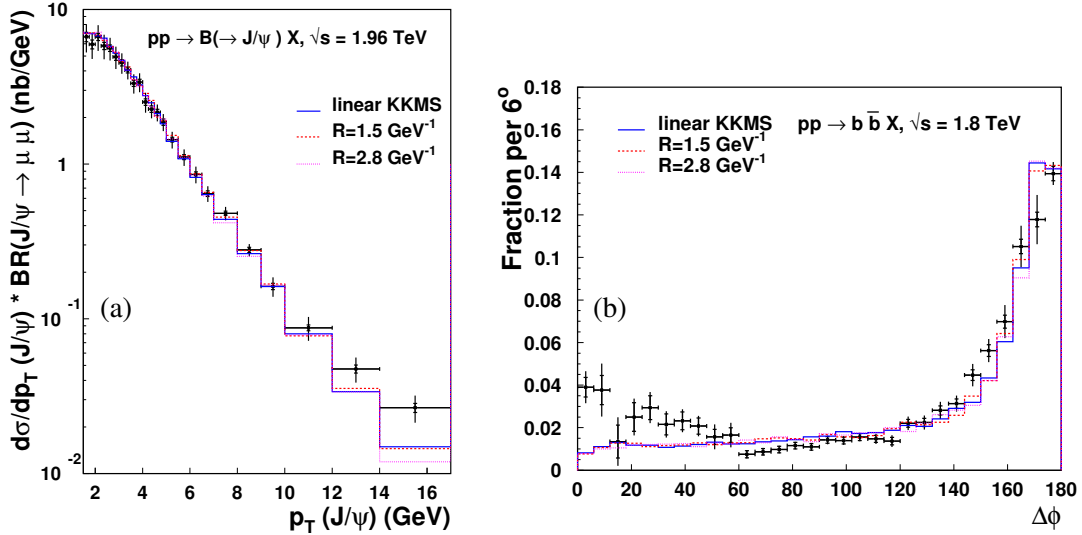 pp → B(→ J/ψ ) X, √s = 1.96 TeV
linear KKMS
R=1.5 GeV⁻¹
R=2.8 GeV⁻¹
(a)
dσ/dp_T (J/ψ) * BR(J/ψ → μ μ) (nb/GeV)
10
1
10⁻¹
10⁻²
2 4 6 8 10 12 14 16
p_T (J/ψ) (GeV)
linear KKMS
R=1.5 GeV⁻¹
R=2.8 GeV⁻¹
pp → b b̅ X, √s = 1.8 TeV
(b)
Fraction per 6°
0.18
0.16
0.14
0.12
0.10
0.08
0.06
0.04
0.02
0
0 20 40 60 80 100 120 140 160 180
Δϕ